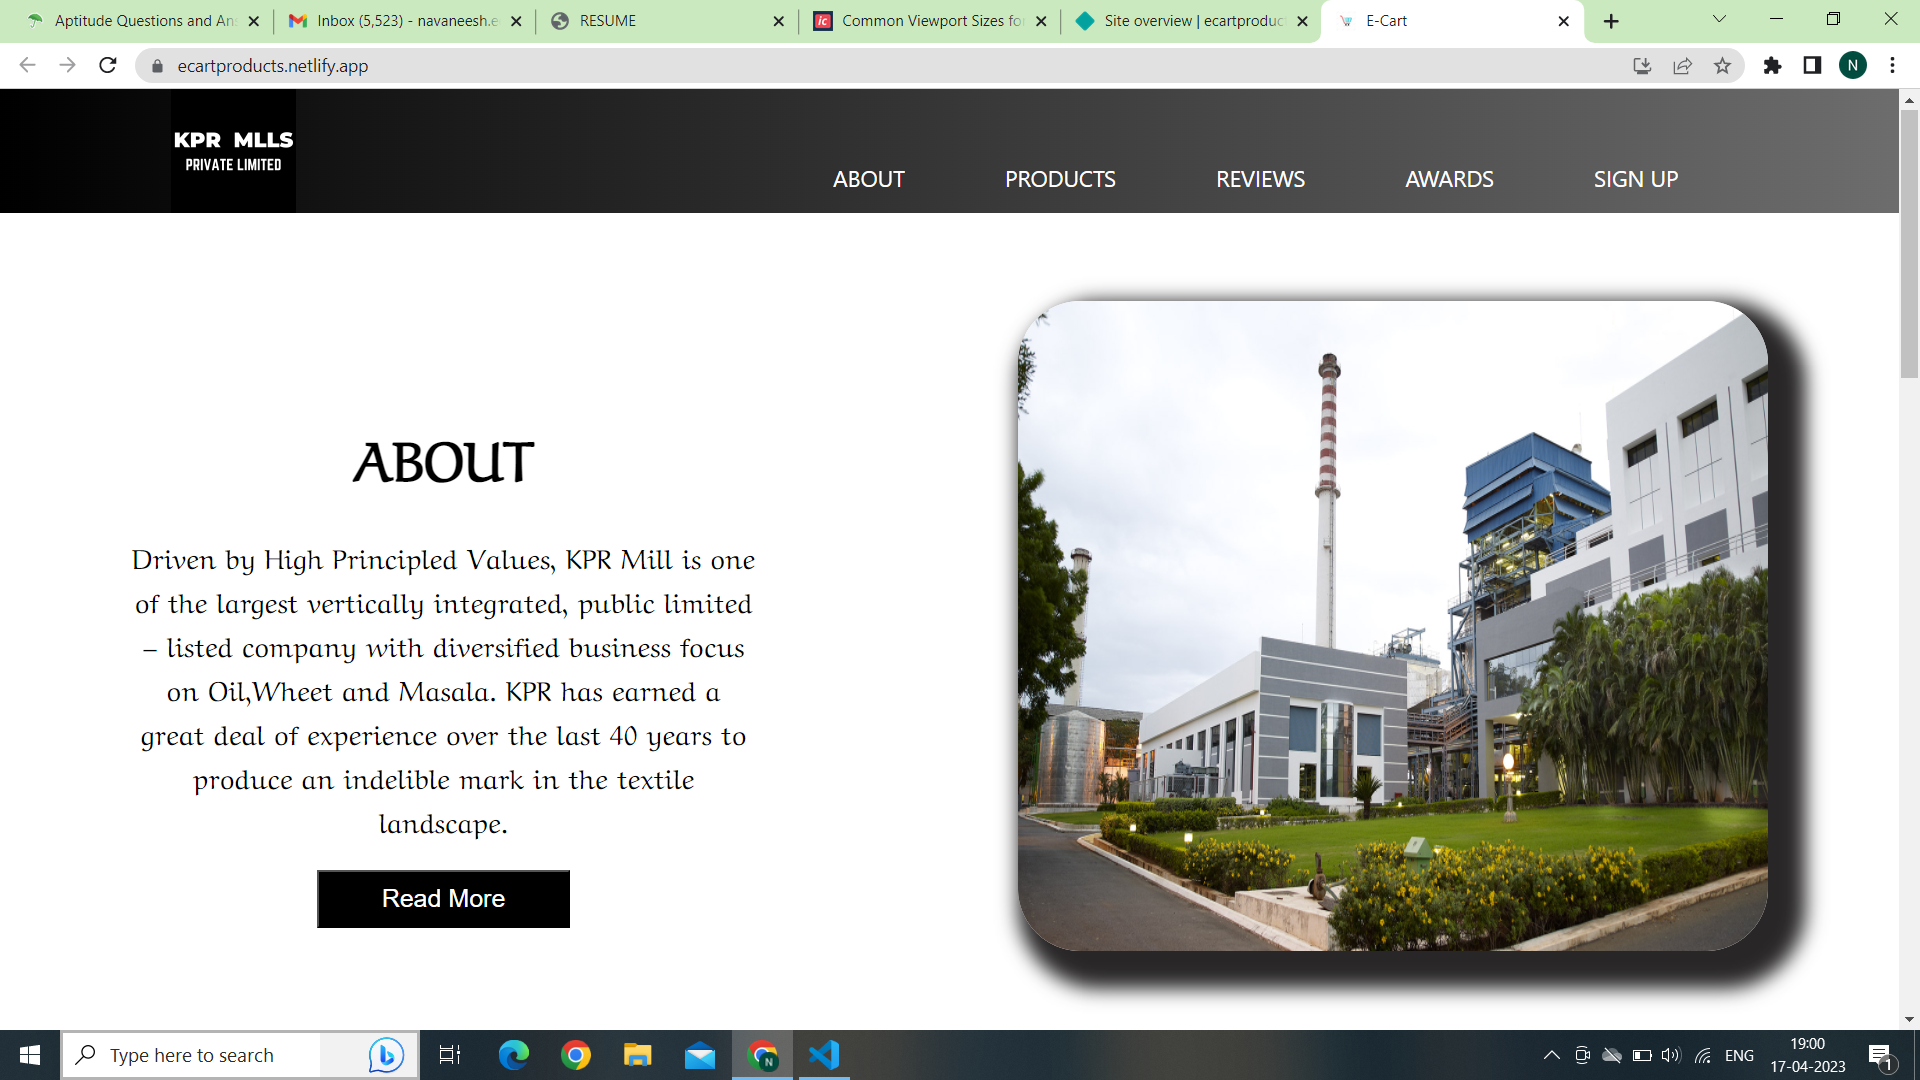 Aptitude Questions and An
Inbox (5,523) - navaneesh.e
RESUME
Common Viewport Sizes fo
Site overview | ecartproduc
E-Cart
ecartproducts.netlify.app
N
KPR MLLS
PRIVATE LIMITED
ABOUT
PRODUCTS
REVIEWS
AWARDS
SIGN UP
ABOUT
Driven by High Principled Values, KPR Mill is one
of the largest vertically integrated, public limited
– listed company with diversified business focus
on Oil,Wheet and Masala. KPR has earned a
great deal of experience over the last 40 years to
produce an indelible mark in the textile
landscape.
Read More
Type here to search
N
ENG
19:00
17-04-2023
1